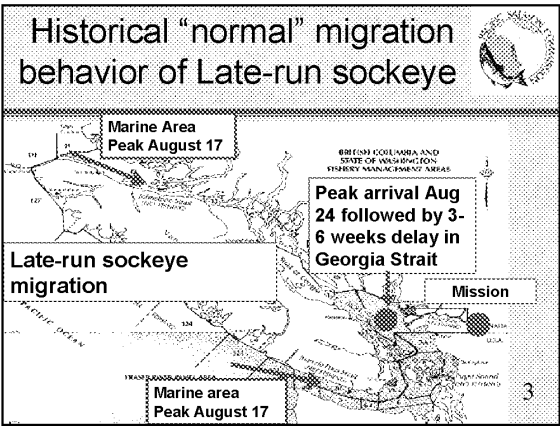 Historical “normal” migration
behavior of Late-run sockeye
Marine Area
Peak August 17
BRITISH COLUMBIA AND
STATE OF WASHINGTON
FISHERY MANAGEMENT AREAS
Peak arrival Aug
24 followed by 3-
6 weeks delay in
Georgia Strait
Late-run sockeye
migration
Mission
PACIFIC OCEAN
Marine area
Peak August 17
3